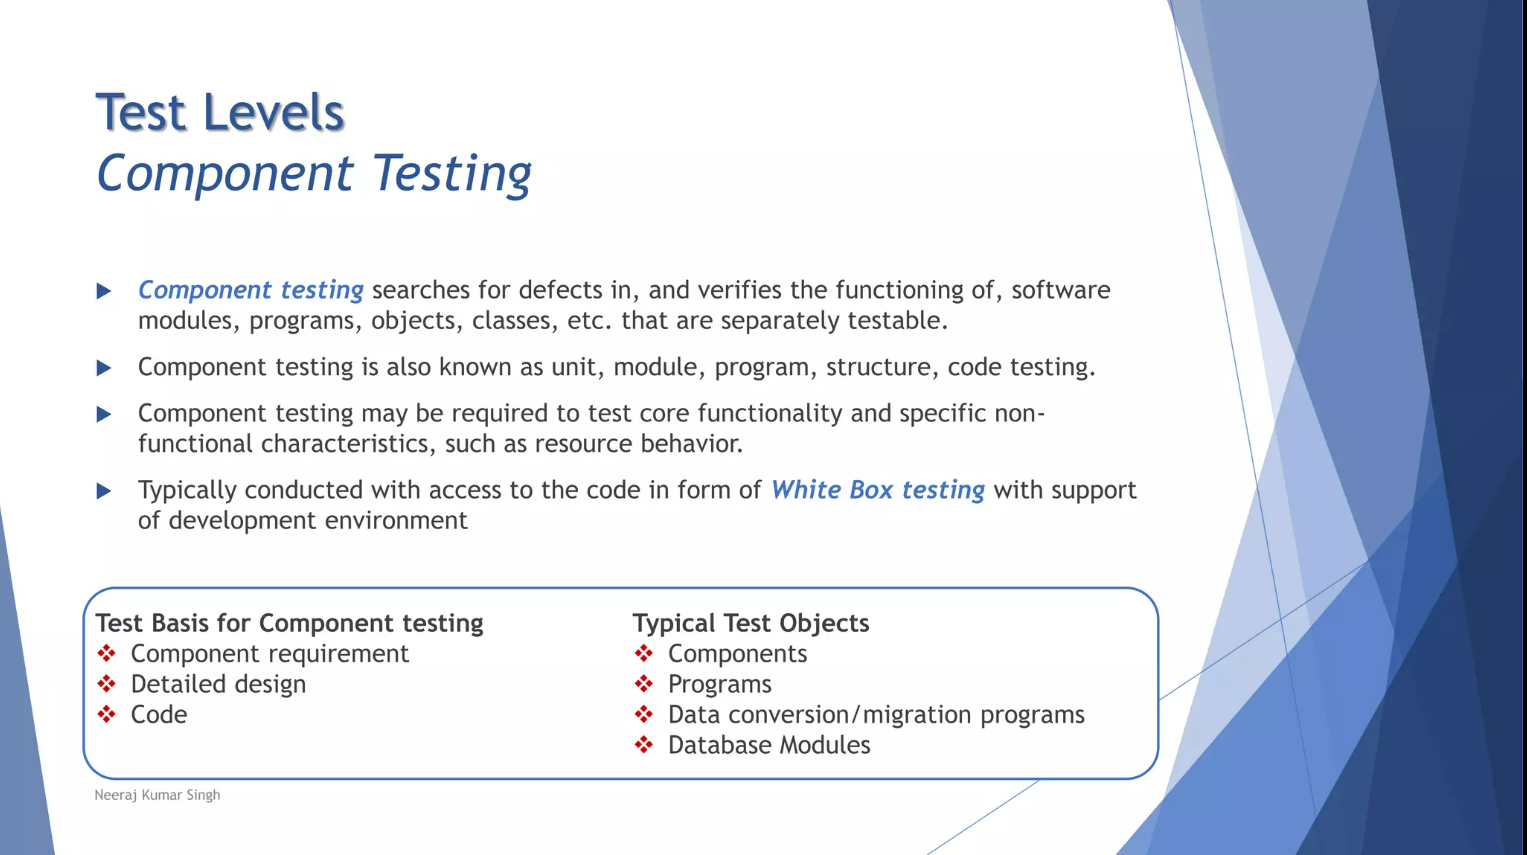 Test Levels
Component Testing
Component testing searches for defects in, and verifies the functioning of, software
modules, programs, objects, classes, etc. that are separately testable.
Component testing is also known as unit, module, program, structure, code testing.
Component testing may be required to test core functionality and specific non-
functional characteristics, such as resource behavior.
Typically conducted with access to the code in form of White Box testing with support
of development environment
Test Basis for Component testing
Component requirement
Detailed design
Code
Typical Test Objects
Components
Programs
Data conversion/migration programs
Database Modules
Neeraj Kumar Singh